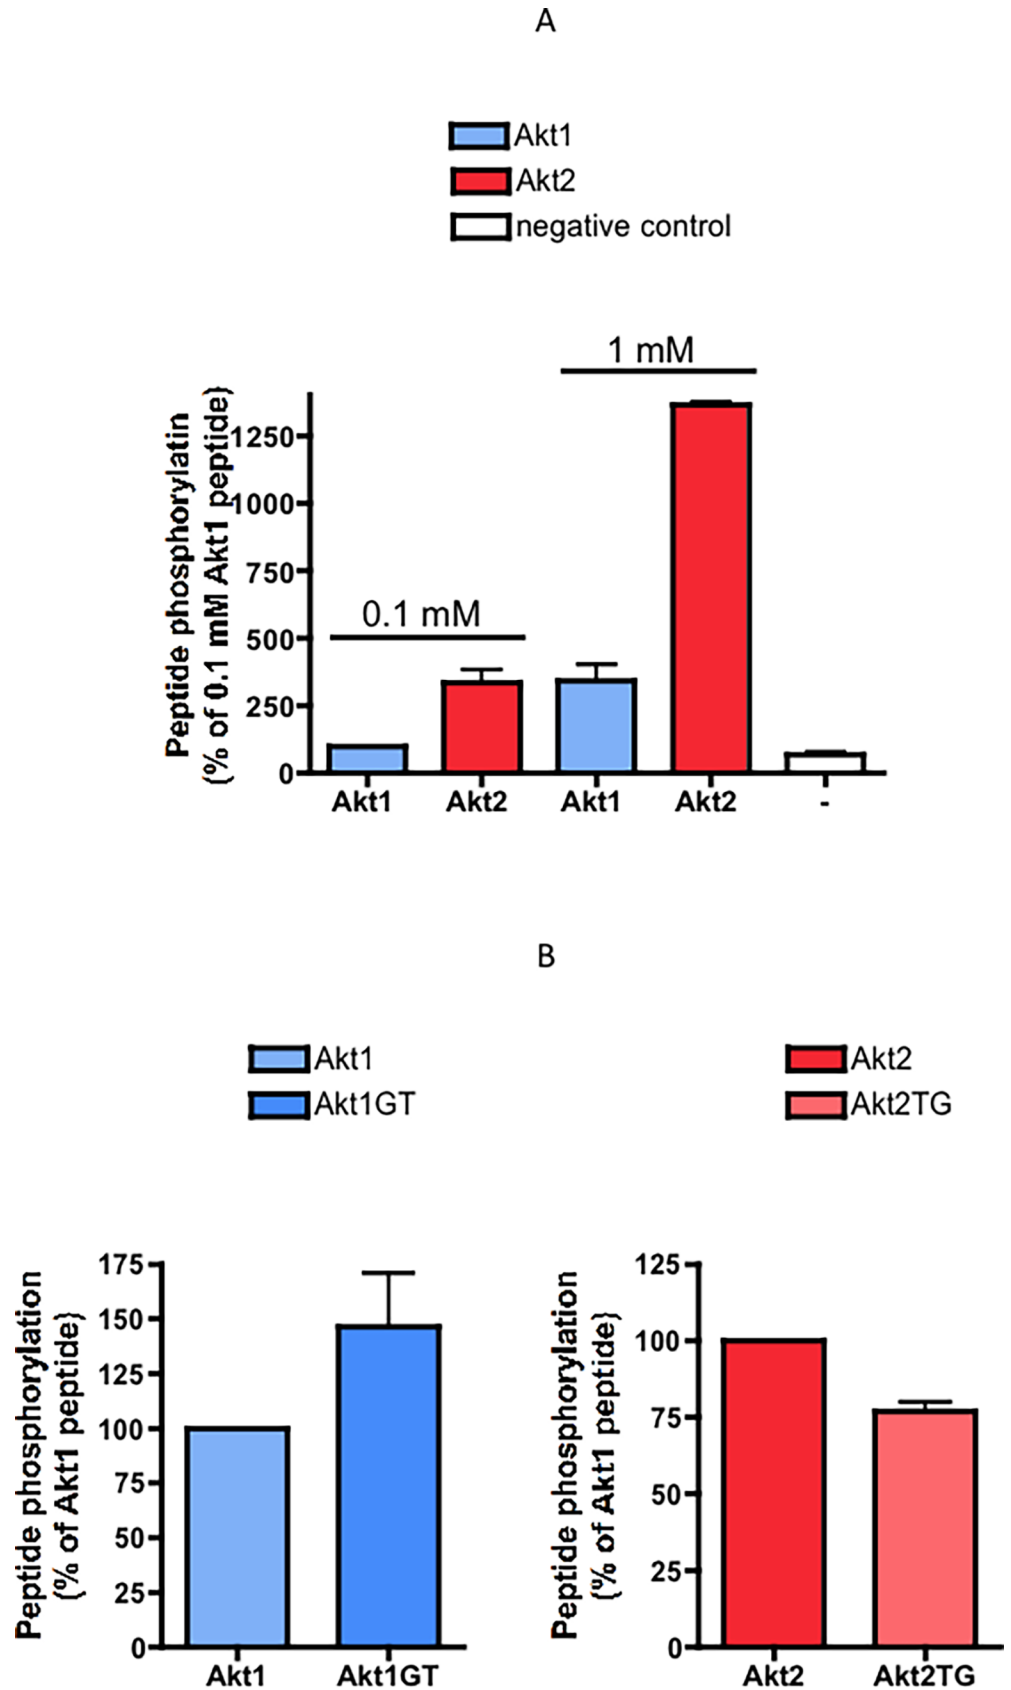 A
Akt1
Akt2
negative control
1 mM
0.1 mM
Peptide phosphorylatin
(% of 0.1 mM Akt1 peptide)
1250
1000
750
500
250
0
Akt1 Akt2 Akt1 Akt2 -
B
Akt1
Akt1GT
Peptide phosphorylation
(% of Akt1 peptide)
175
150
125
100
75
50
25
0
Akt1 Akt1GT
Akt2
Akt2TG
Peptide phosphorylation
(% of Akt1 peptide)
125
100
75
50
25
0
Akt2 Akt2TG